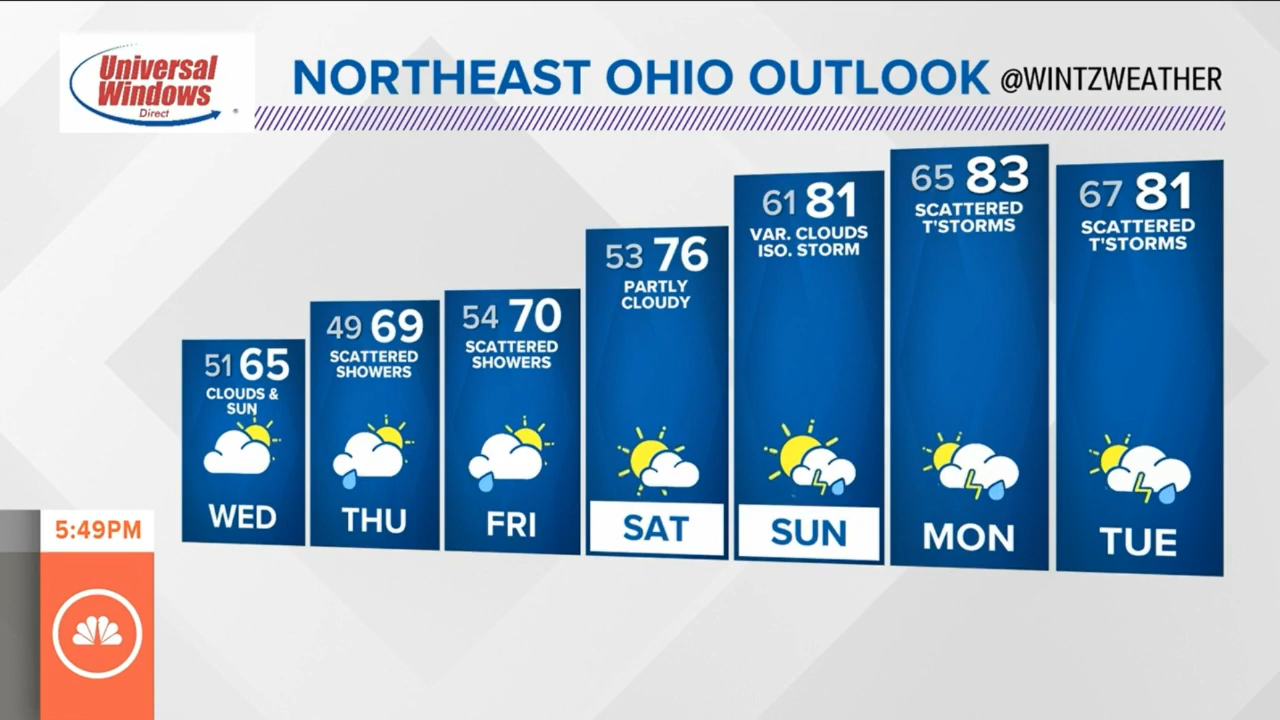 Universal
Windows
Direct
®
NORTHEAST OHIO OUTLOOK @WINTZWEATHER
51 65
CLOUDS &
SUN
WED
49 69
SCATTERED
SHOWERS
THU
54 70
SCATTERED
SHOWERS
FRI
53 76
PARTLY
CLOUDY
SAT
61 81
VAR. CLOUDS
ISO. STORM
SUN
65 83
SCATTERED
T'STORMS
MON
67 81
SCATTERED
T'STORMS
TUE
5:49PM